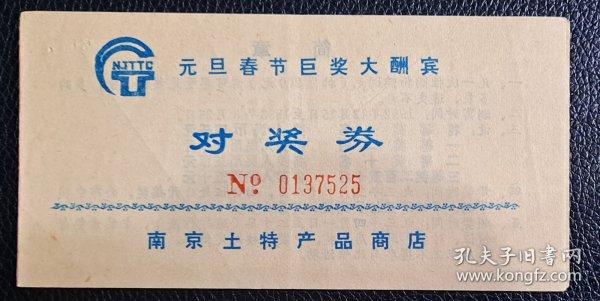 NJTTC
元旦春节巨奖大酬宾
对奖券
No 0137525
南京土特产品商店
孔夫子旧书网
www.kongfz.com